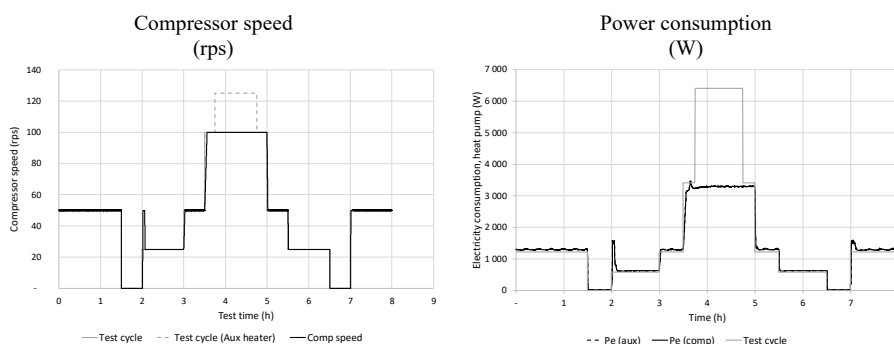 Compressor speed
(rps)
Power consumption
(W)
Compressor speed (rps)
140
120
100
80
60
40
20
-
0 1 2 3 4 5 6 7 8 9
Test time (h)
Test cycle Test cycle (Aux heater) Comp speed
Electricity consumption, heat pump (W)
7 000
6 000
5 000
4 000
3 000
2 000
1 000
-
- 1 2 3 4 5 6 7
Time (h)
Pe (aux) Pe (comp) Test cycle